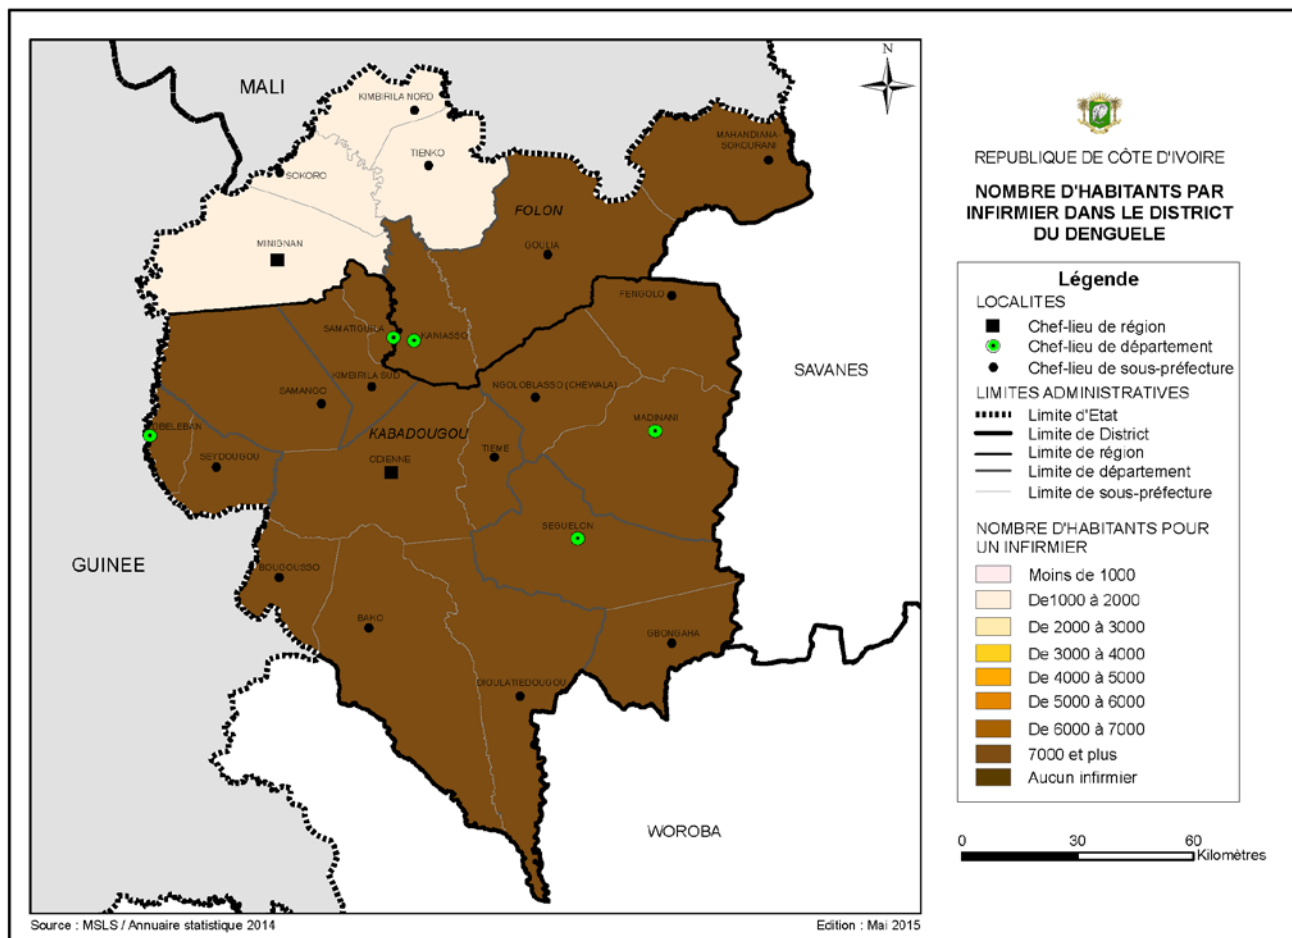 N
MALI
KIMBIRILA NORD
MAHANDIANA-
SOKOURANI
TIENKO
SOKORO
FOLON
MINIGNAN
GOULIA
FENGOLO
SAMATIGUILA
KANIASSO
SAVANES
KIMBIRILA SUD
NGOLOBLASSO (CHEWALA)
SAMANGO
MADINANI
KABADOUGOU
TIEME
SEYDOUGOU
ODIENNE
SEGUELON
GUINEE
BOUGOUSSO
BAKO
GBONGAHA
DIOULATIEDOUGOU
WOROBA
Source : MSLS / Annuaire statistique 2014
Edition : Mai 2015
REPUBLIQUE DE CÔTE D'IVOIRE
NOMBRE D'HABITANTS PAR
INFIRMIER DANS LE DISTRICT
DU DENGUELE
Légende
LOCALITES
Chef-lieu de région
Chef-lieu de département
Chef-lieu de sous-préfecture
LIMITES ADMINISTRATIVES
Limite d'Etat
Limite de District
Limite de région
Limite de département
Limite de sous-préfecture
NOMBRE D'HABITANTS POUR
UN INFIRMIER
Moins de 1000
De1000 à 2000
De 2000 à 3000
De 3000 à 4000
De 4000 à 5000
De 5000 à 6000
De 6000 à 7000
7000 et plus
Aucun infirmier
0 30 60
Kilomètres